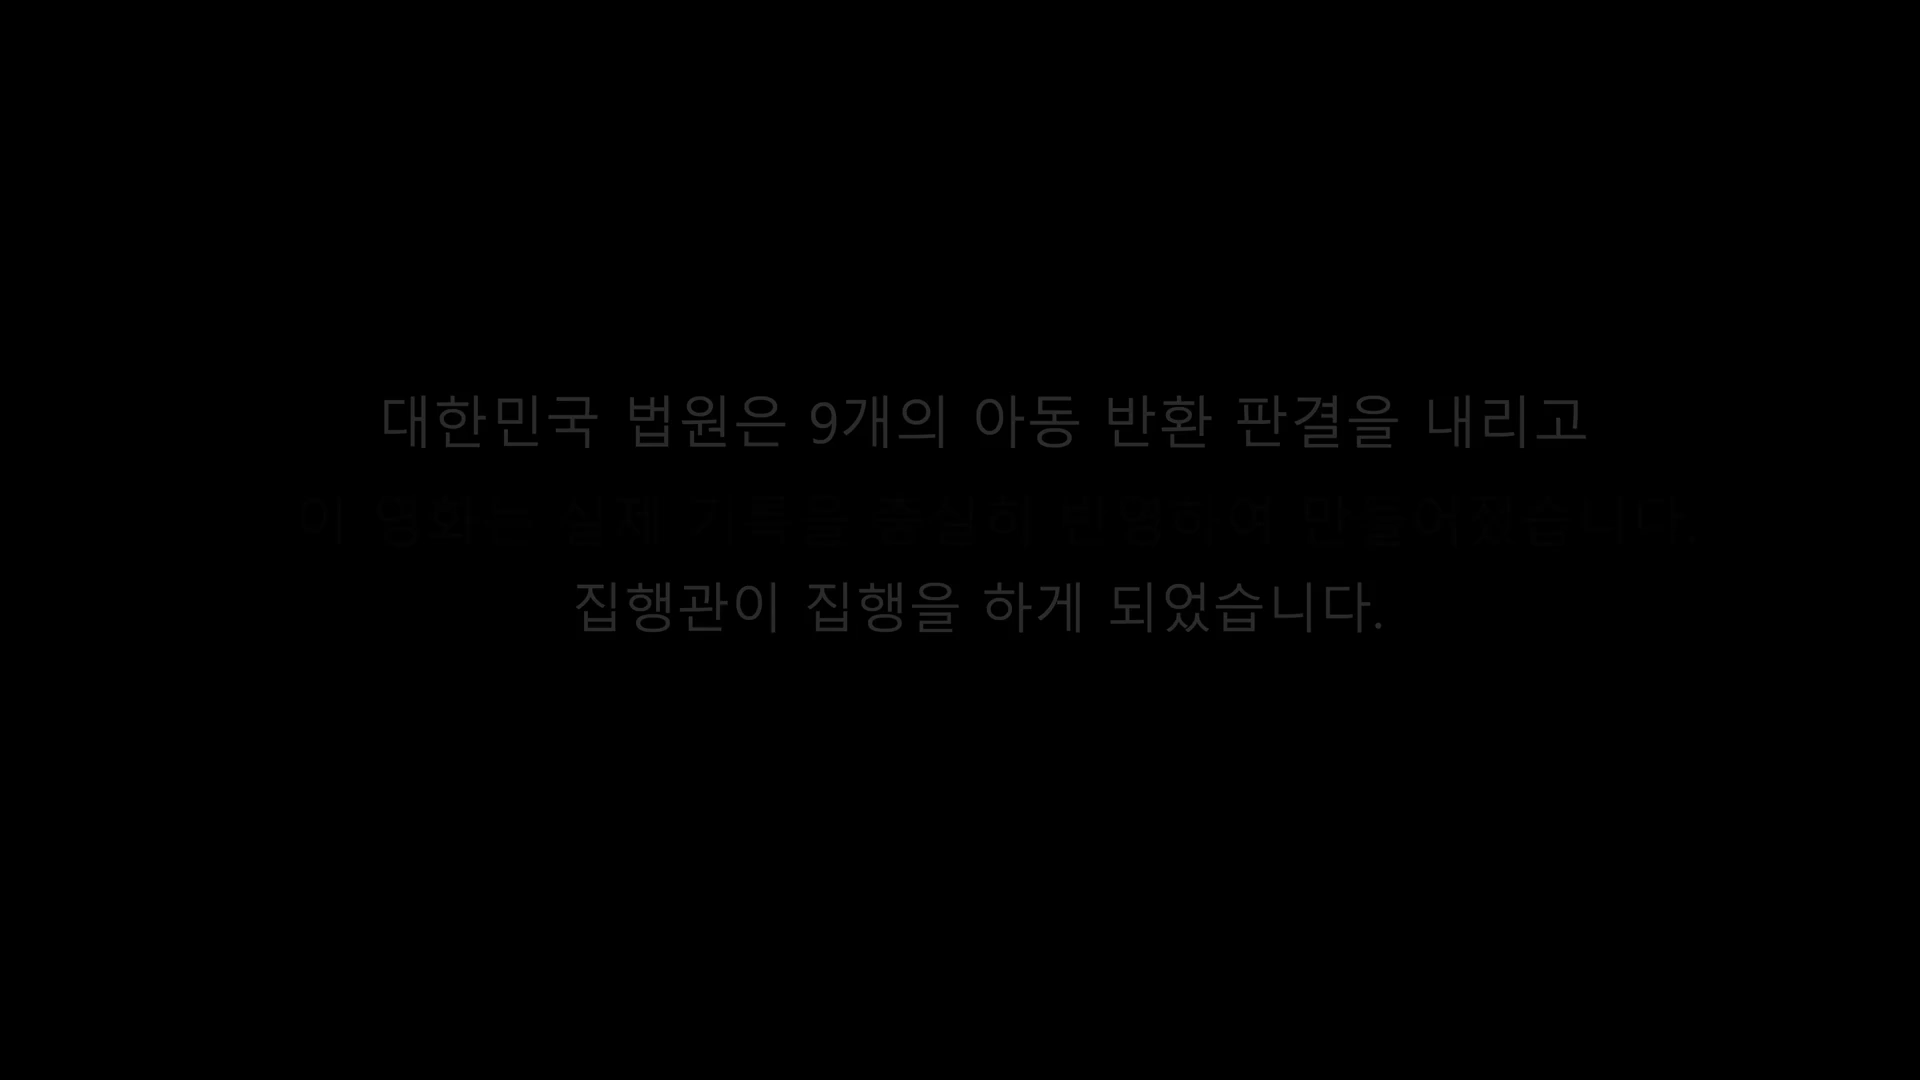 대한민국 법원은 9개의 아동 반환 판결을 내리고
이 영화는 실제 기록을 충실히 반영하여 만들어졌습니다.
집행관이 집행을 하게 되었습니다.